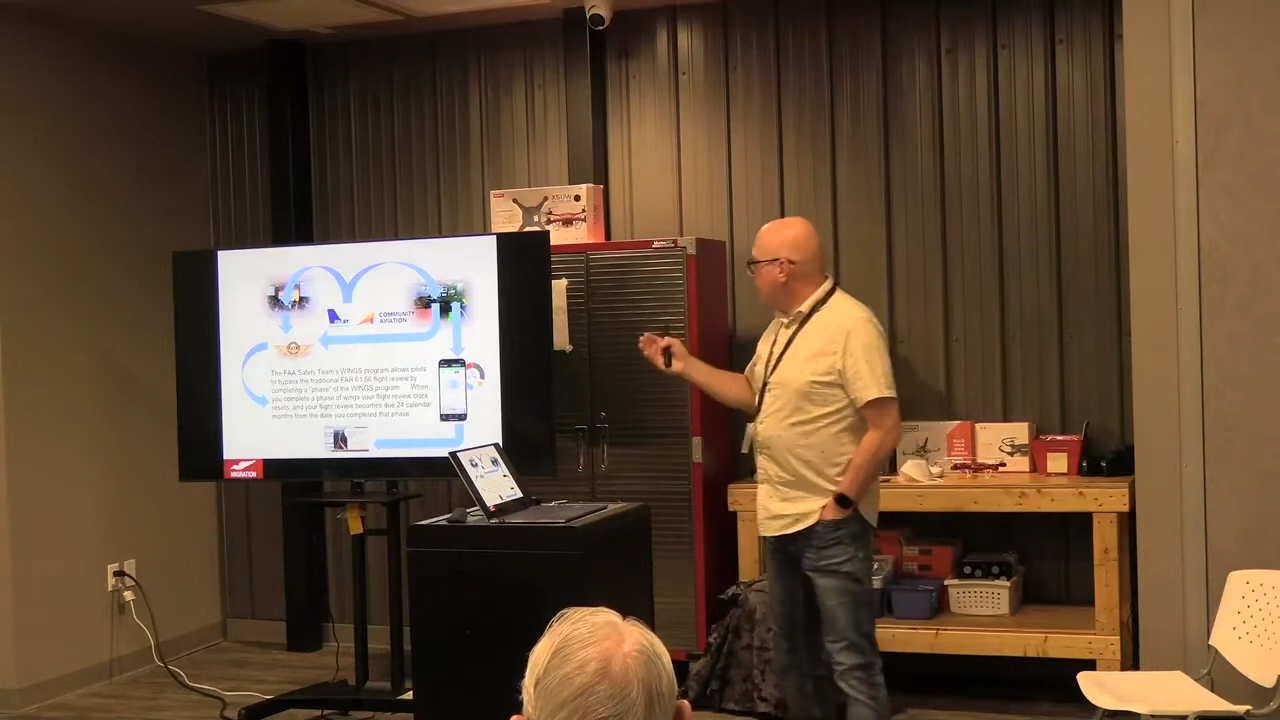 X5UW
COMMUNITY
AVIATION
The FAA Safety Team's WINGS program allows pilots
to bypass the traditional FAR 61.56 flight review by
completing a "phase" of the WINGS program. When
you complete a phase of wings your flight review clock
resets, and your flight review becomes due 24 calendar
months from the date you completed that phase
MIGRATION